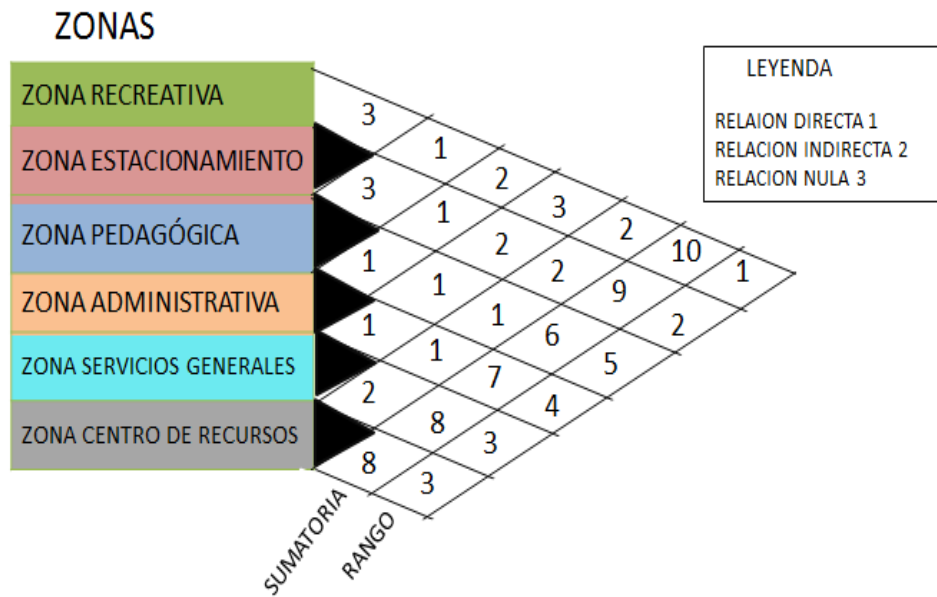 ZONAS
ZONA RECREATIVA
ZONA ESTACIONAMIENTO
ZONA PEDAGÓGICA
ZONA ADMINISTRATIVA
ZONA SERVICIOS GENERALES
ZONA CENTRO DE RECURSOS
3 1 2 3 2 10 1
3 1 2 2 9 2
1 1 1 6 5
1 1 7 4
2 8 3
8 3
SUMATORIA
RANGO
LEYENDA
RELAION DIRECTA 1
RELACION INDIRECTA 2
RELACION NULA 3